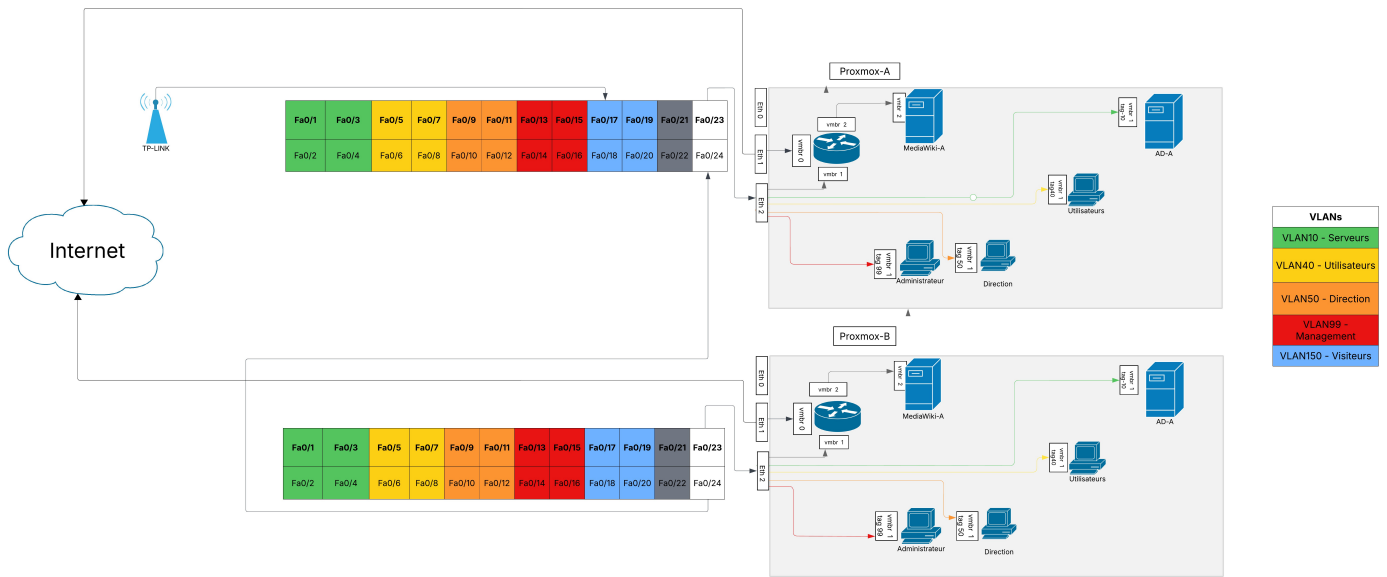 Proxmox-A
TP-LINK
Fa0/1 Fa0/3 Fa0/5 Fa0/7 Fa0/9 Fa0/11 Fa0/13 Fa0/15 Fa0/17 Fa0/19 Fa0/21 Fa0/23
Fa0/2 Fa0/4 Fa0/6 Fa0/8 Fa0/10 Fa0/12 Fa0/14 Fa0/16 Fa0/18 Fa0/20 Fa0/22 Fa0/24
Eth 0
Eth 1
Eth 2
vmbr 0
vmbr 2
vmbr 1
vmbr 2
MediaWiki-A
vmbr 1
tag-10
AD-A
vmbr 1
tag40
Utilisateurs
vmbr 1
tag 99
Administrateur
vmbr 1
tag 50
Direction
Internet
VLANs
VLAN10 - Serveurs
VLAN40 - Utilisateurs
VLAN50 - Direction
VLAN99 -
Management
VLAN150 - Visiteurs
Proxmox-B
Fa0/1 Fa0/3 Fa0/5 Fa0/7 Fa0/9 Fa0/11 Fa0/13 Fa0/15 Fa0/17 Fa0/19 Fa0/21 Fa0/23
Fa0/2 Fa0/4 Fa0/6 Fa0/8 Fa0/10 Fa0/12 Fa0/14 Fa0/16 Fa0/18 Fa0/20 Fa0/22 Fa0/24
Eth 0
Eth 1
Eth 2
vmbr 0
vmbr 2
vmbr 1
vmbr 2
MediaWiki-A
vmbr 1
tag-10
AD-A
vmbr 1
tag40
Utilisateurs
vmbr 1
tag 99
Administrateur
vmbr 1
tag 50
Direction